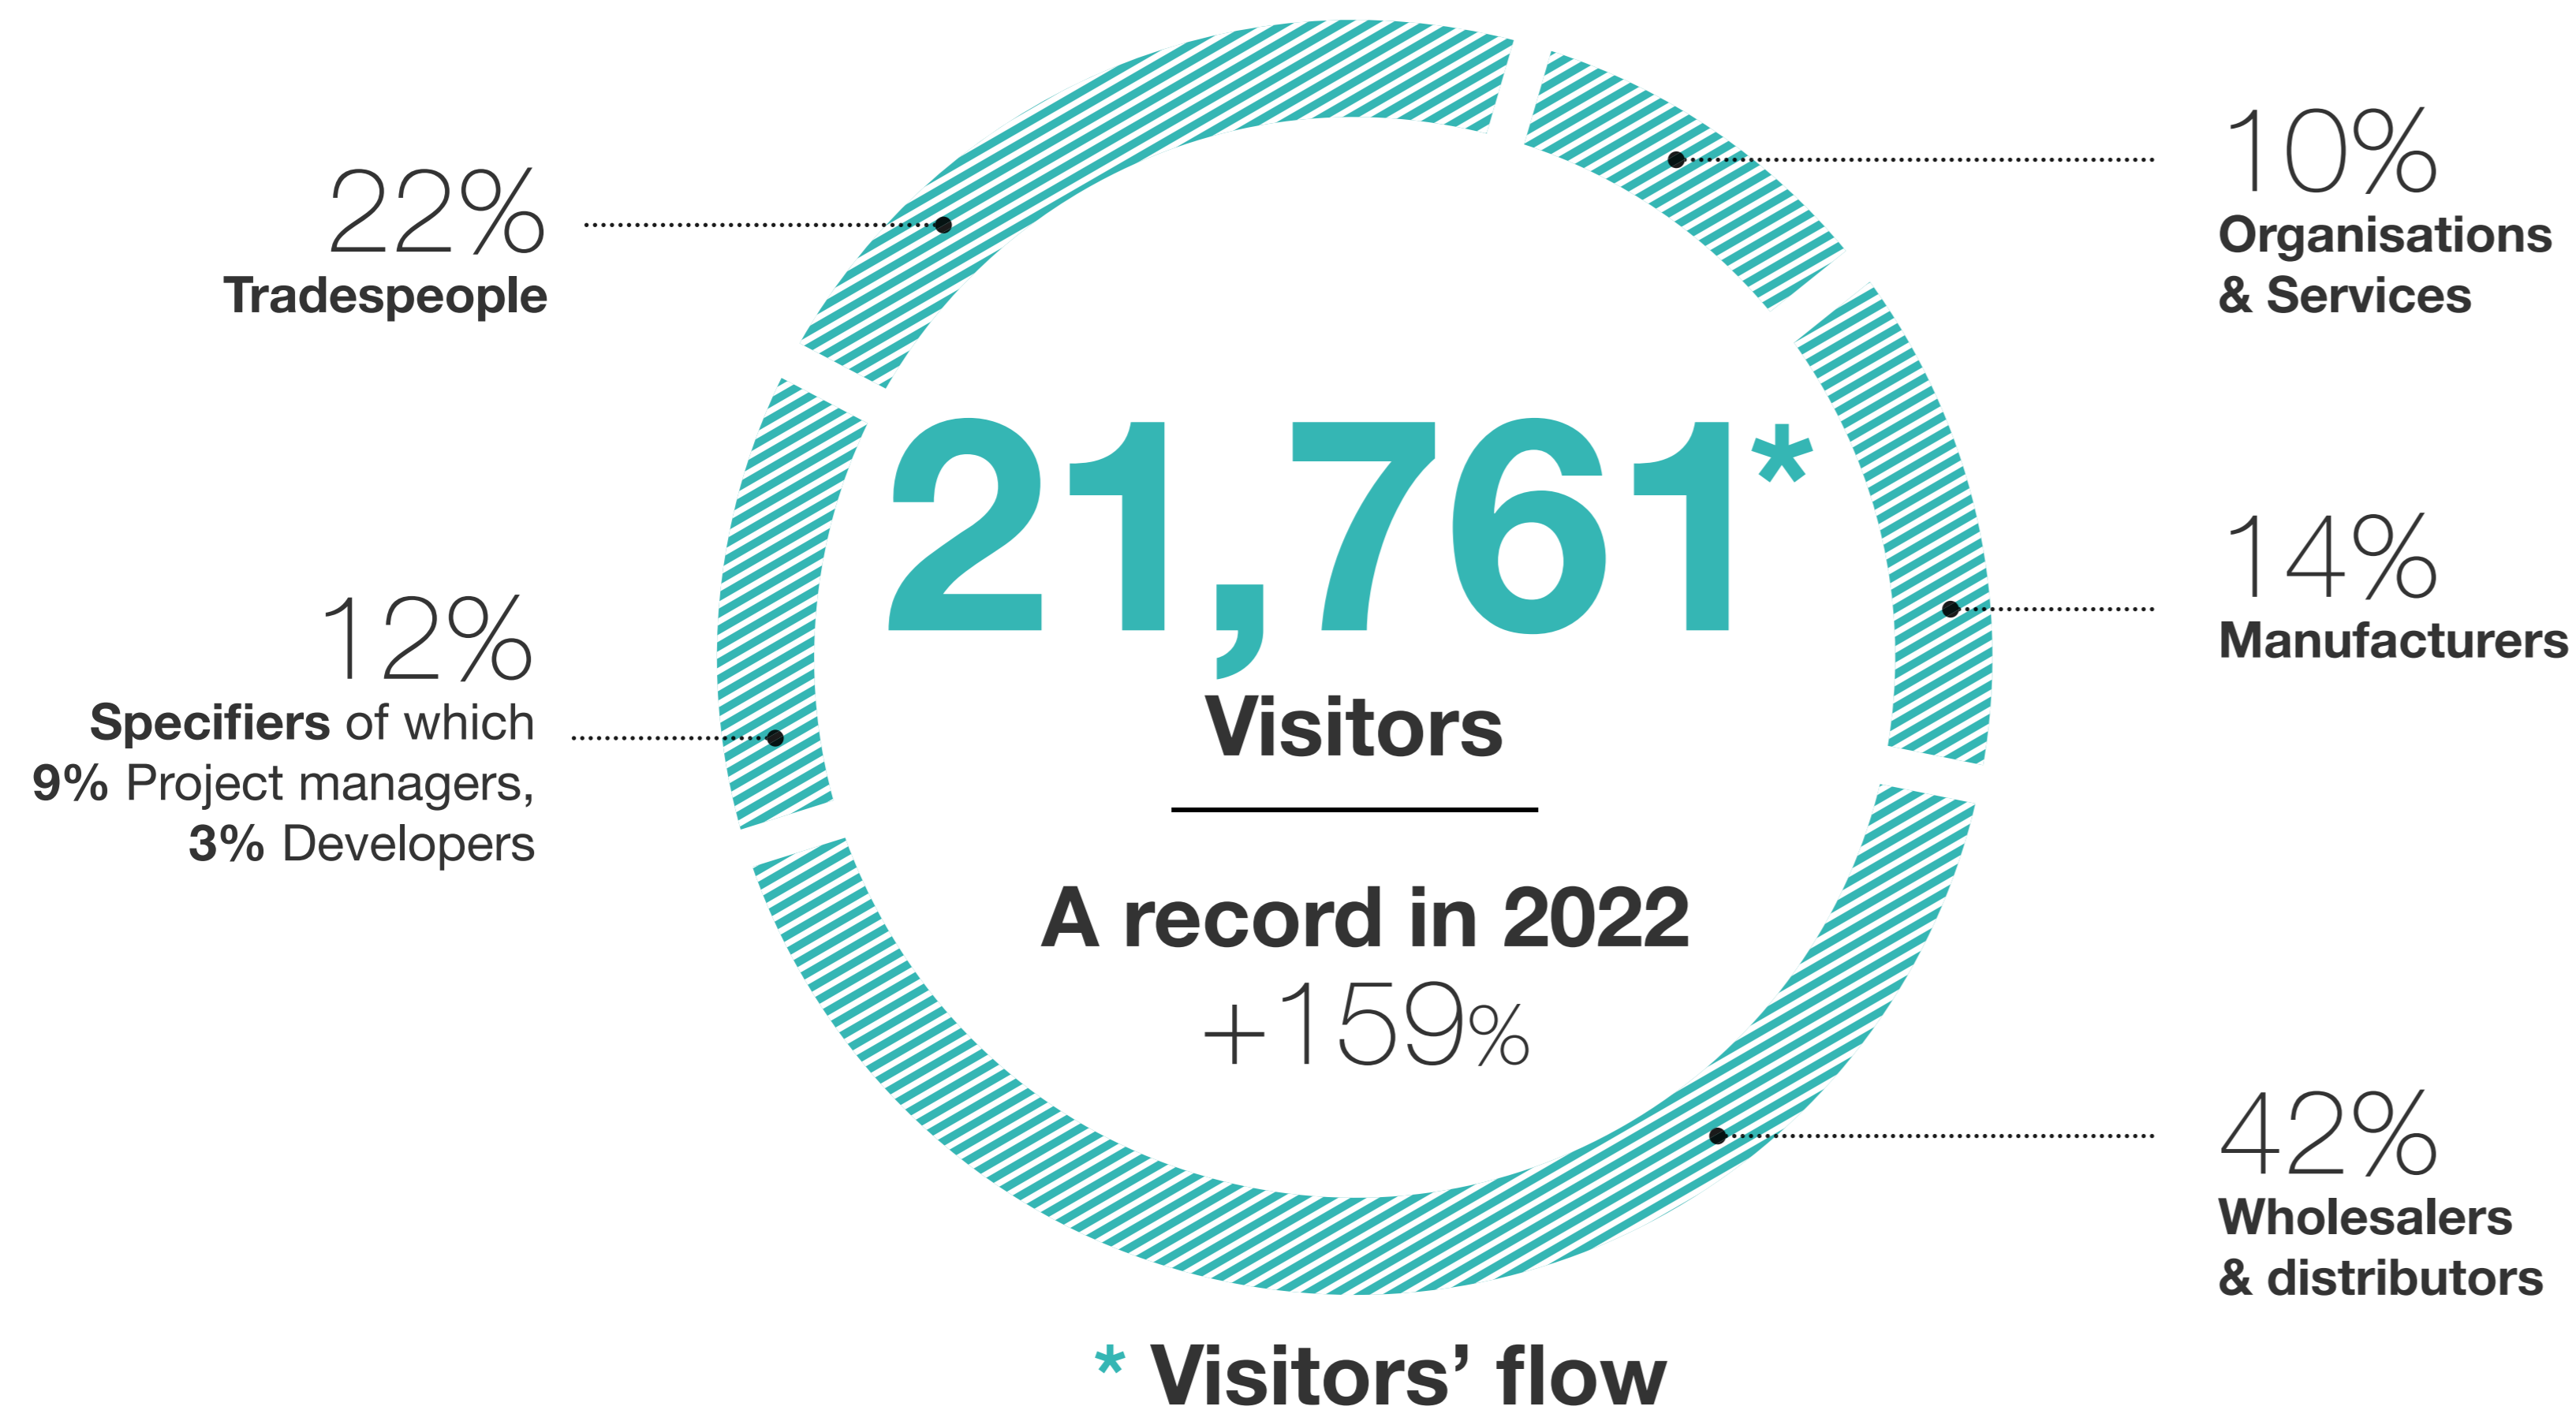 22%
Tradespeople
12%
Specifiers of which
9% Project managers,
3% Developers
21,761*
Visitors
A record in 2022
+159%
10%
Organisations
& Services
14%
Manufacturers
42%
Wholesalers
& distributors
* Visitors’ flow